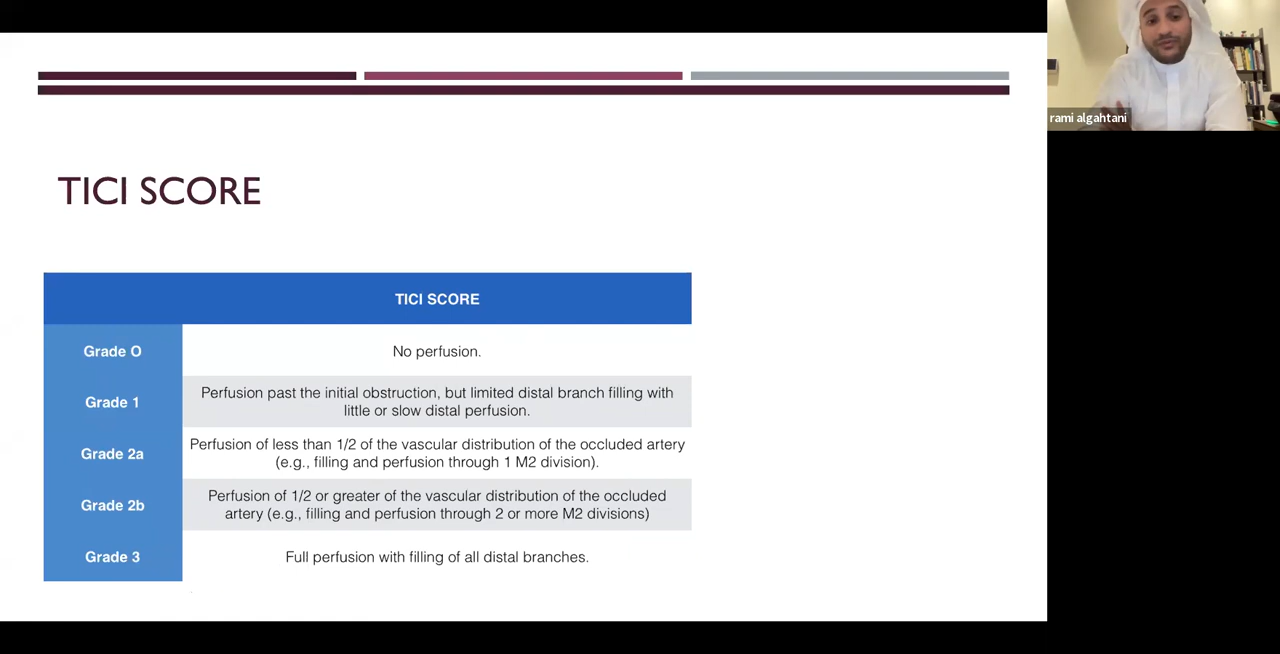 rami algahtani
TICI SCORE
TICI SCORE
Grade O
No perfusion.
Grade 1
Perfusion past the initial obstruction, but limited distal branch filling with
little or slow distal perfusion.
Grade 2a
Perfusion of less than 1/2 of the vascular distribution of the occluded artery
(e.g., filling and perfusion through 1 M2 division).
Grade 2b
Perfusion of 1/2 or greater of the vascular distribution of the occluded
artery (e.g., filling and perfusion through 2 or more M2 divisions)
Grade 3
Full perfusion with filling of all distal branches.